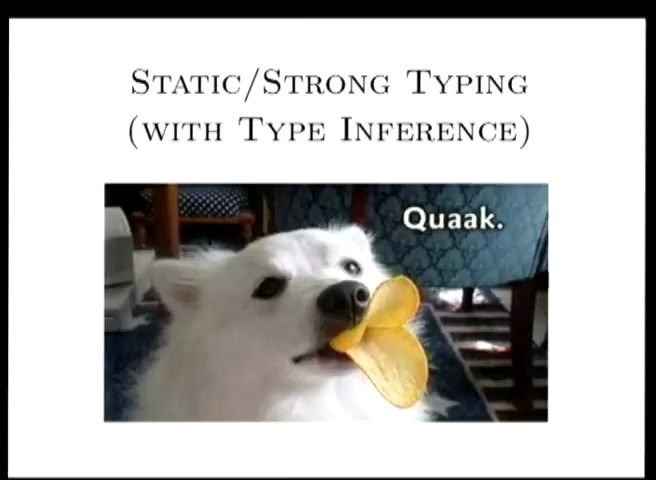 Static/Strong Typing
(with Type Inference)
Quaak.